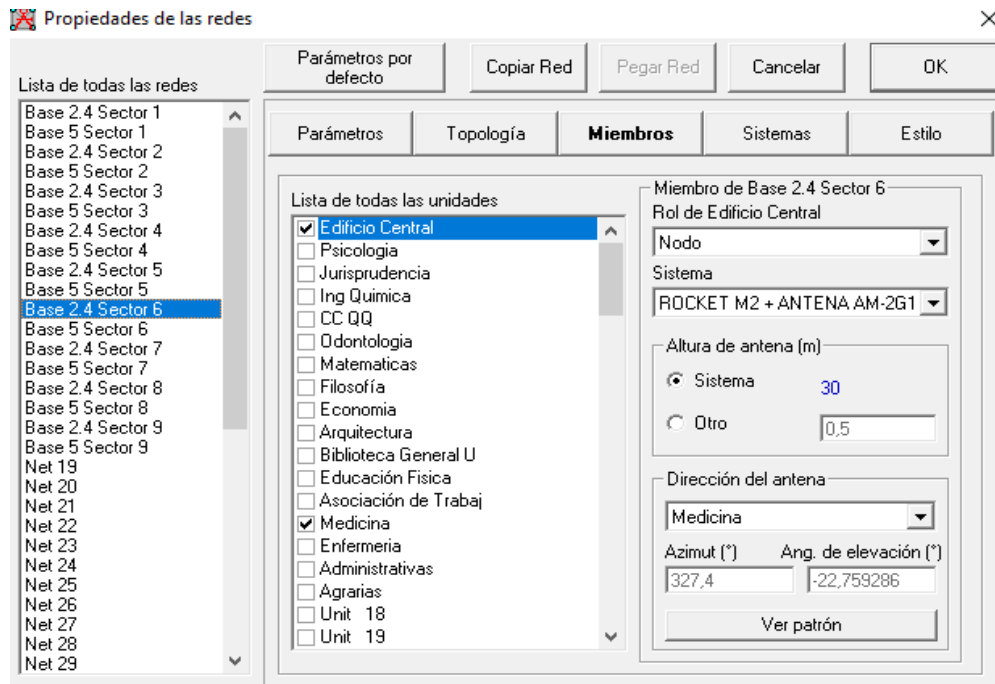 Propiedades de las redes
Parámetros por defecto
Copiar Red
Pegar Red
Cancelar
OK
Lista de todas las redes
Base 2.4 Sector 1
Base 5 Sector 1
Base 2.4 Sector 2
Base 5 Sector 2
Base 2.4 Sector 3
Base 5 Sector 3
Base 2.4 Sector 4
Base 5 Sector 4
Base 2.4 Sector 5
Base 5 Sector 5
Base 2.4 Sector 6
Base 5 Sector 6
Base 2.4 Sector 7
Base 5 Sector 7
Base 2.4 Sector 8
Base 5 Sector 8
Base 2.4 Sector 9
Base 5 Sector 9
Net 19
Net 20
Net 21
Net 22
Net 23
Net 24
Net 25
Net 26
Net 27
Net 28
Net 29
Parámetros
Topología
Miembros
Sistemas
Estilo
Lista de todas las unidades
Edificio Central
Psicologia
Jurisprudencia
Ing Quimica
CC QQ
Odontologia
Matematicas
Filosofía
Economia
Arquitectura
Biblioteca General U
Educación Fisica
Asociación de Trabaj
Medicina
Enfermeria
Administrativas
Agrarias
Unit 18
Unit 19
Miembro de Base 2.4 Sector 6
Rol de Edificio Central
Nodo
Sistema
ROCKET M2 + ANTENA AM-2G1
Altura de antena (m)
Sistema 30
Otro 0,5
Dirección del antena
Medicina
Azimut (°) Ang. de elevación (°)
327,4 -22,759286
Ver patrón